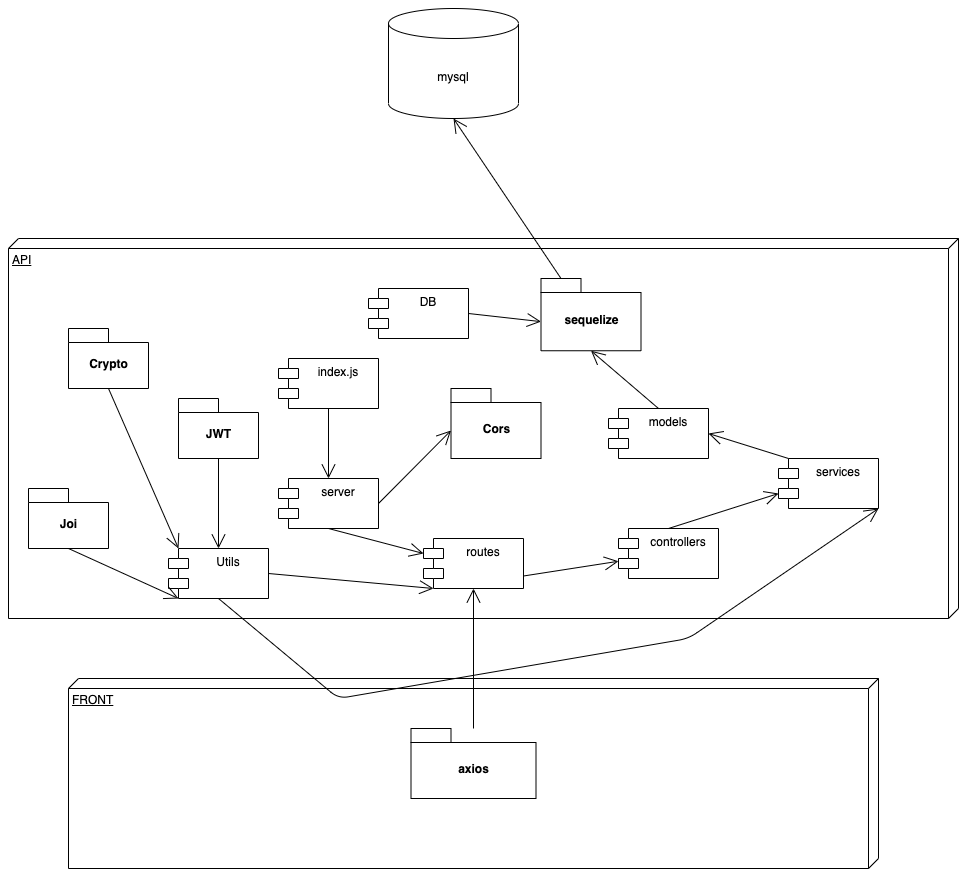 mysql
API
DB
sequelize
Crypto
index.js
JWT
Cors
models
services
server
Joi
Utils
routes
controllers
FRONT
axios